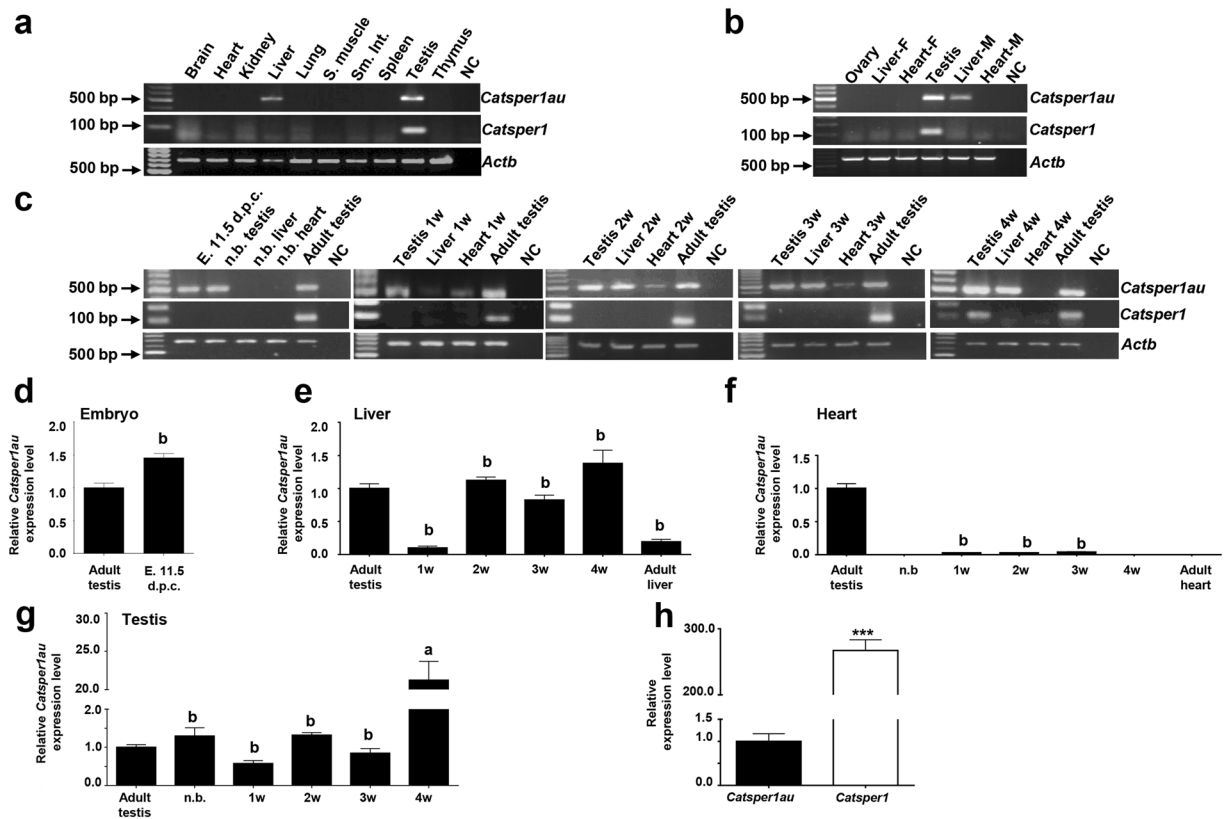 a
Brain Heart Kidney Liver Lung S. muscle Sm. Int. Spleen Testis Thymus NC
500 bp Catsper1au
100 bp Catsper1
500 bp Actb
b
Ovary Liver-F Heart-F Testis Liver-M Heart-M NC
500 bp Catsper1au
100 bp Catsper1
500 bp Actb
c
E. 11.5 d.p.c. n.b. testis n.b. liver n.b. heart Adult testis NC
Testis 1w Liver 1w Heart 1w Adult testis NC
Testis 2w Liver 2w Heart 2w Adult testis NC
Testis 3w Liver 3w Heart 3w Adult testis NC
Testis 4w Liver 4w Heart 4w Adult testis NC
500 bp Catsper1au
100 bp Catsper1
500 bp Actb
d
Embryo
Relative Catsper1au
expression level
2.0
1.5
1.0
0.5
0.0
b
Adult
testis
E. 11.5
d.p.c.
e
Liver
Relative Catsper1au
expression level
2.0
1.5
1.0
0.5
0.0
b b b b b
Adult
testis
1w 2w 3w 4w
Adult
liver
f
Heart
Relative Catsper1au
expression level
1.5
1.0
0.5
0.0
b b b
Adult
testis
n.b 1w 2w 3w 4w
Adult
heart
g
Testis
Relative Catsper1au
expression level
30.0
25.0
20.0
2.0
1.0
0.0
b b b b a
Adult
testis
n.b. 1w 2w 3w 4w
h
Relative
expression level
300.0
200.0
1.5
1.0
0.0
***
Catsper1au Catsper1